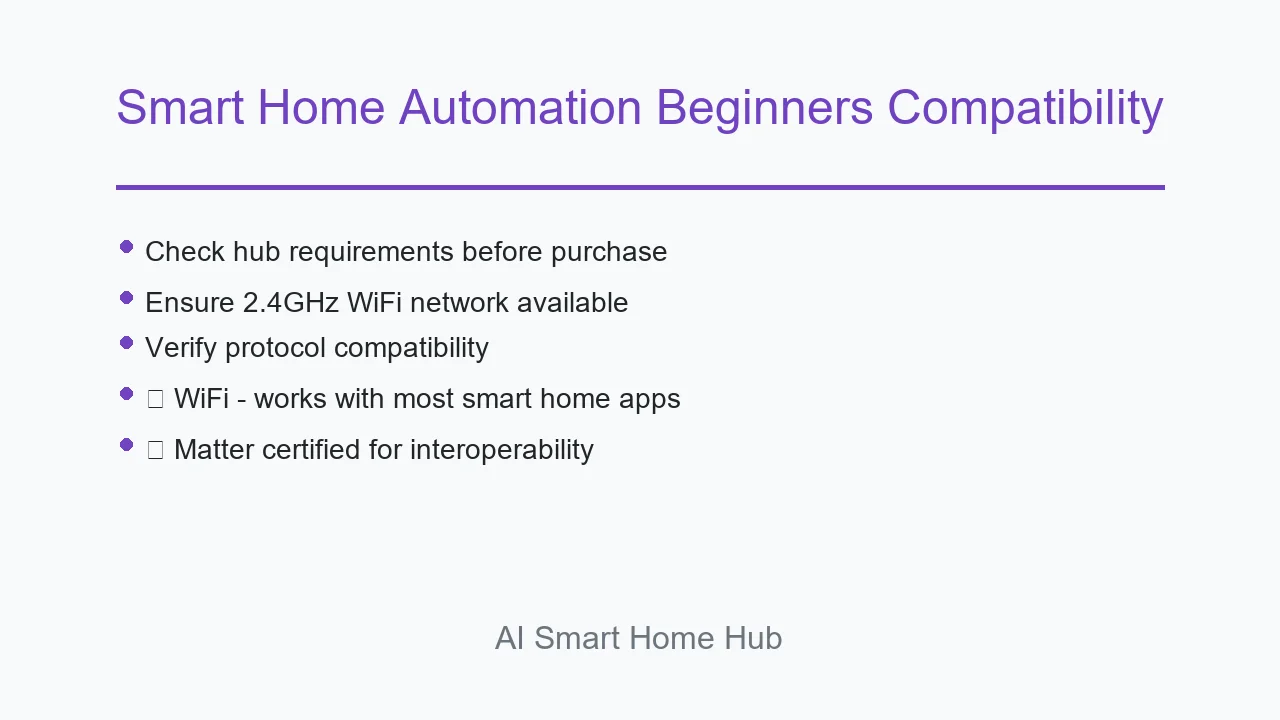 Smart Home Automation Beginners Compatibility
• Check hub requirements before purchase
• Ensure 2.4GHz WiFi network available
• Verify protocol compatibility
• □ WiFi - works with most smart home apps
• □ Matter certified for interoperability
AI Smart Home Hub